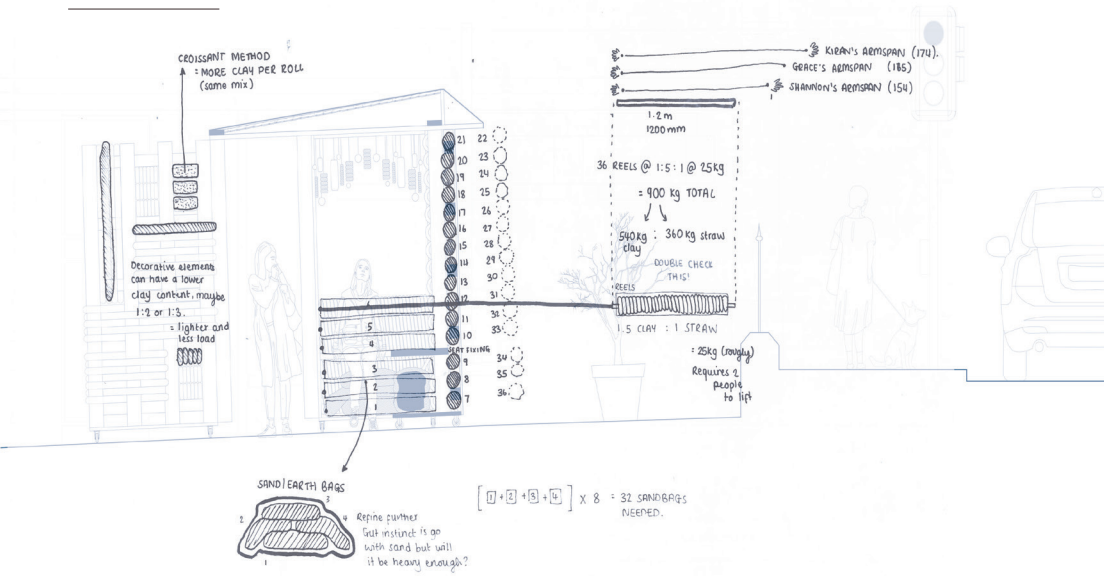 CROISSANT METHOD
= MORE CLAY PER ROLL
(same mix)
Decorative elements
can have a lower
clay content, maybe
1:2 or 1:3.
= lighter and
less load
21
20
19
18
17
16
15
14
13
12
11
10
SEAT FIXING
9
8
7
22
23
24
25
26
27
28
29
30
31
32
33
34
35
36
5
4
3
2
1
KIRAN'S ARMSPAN (174).
GRACE'S ARMSPAN (185)
SHANNON'S ARMSPAN (154)
1.2m
1200mm
36 REELS @ 1:5:1 @ 25kg
= 900 kg TOTAL
540kg : 360kg straw
clay
DOUBLE CHECK
THIS!
REELS
1.5 CLAY : 1 STRAW
= 25kg (roughly)
Requires 2
people
to lift
SAND/EARTH BAGS
3
2
4
1
Refine further
Gut instinct is go
with sand but will
it be heavy enough?
[1+2+3+4] x 8 = 32 SANDBAGS
NEEDED.